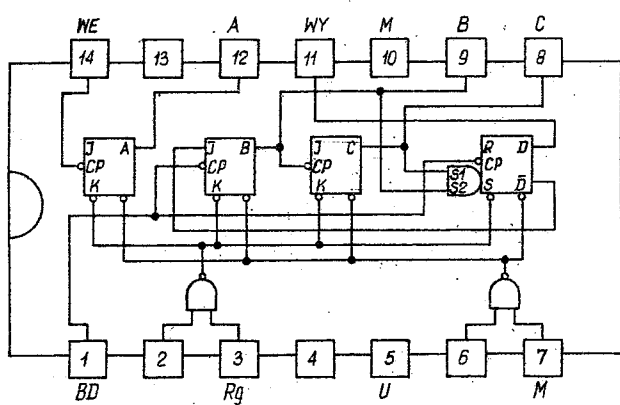 WE A WY M B C
14 13 12 11 10 9 8
J A J̅ B J C R D
CP CP CP CP
S1
K K K S2 S D̅
1 2 3 4 5 6 7
BD Rg U M